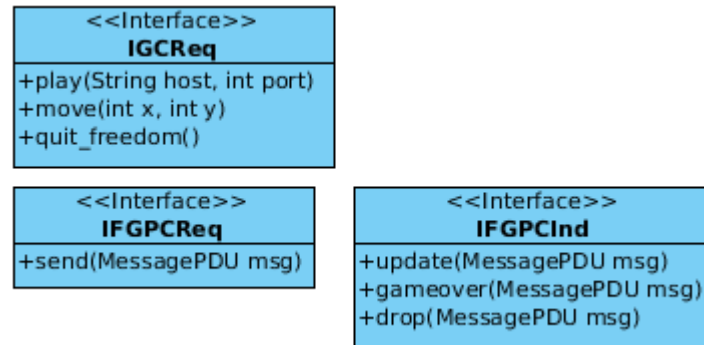 <<Interface>>
IGCReq
+play(String host, int port)
+move(int x, int y)
+quit_freedom()
<<Interface>>
IFGPCReq
+send(MessagePDU msg)
<<Interface>>
IFGPCInd
+update(MessagePDU msg)
+gameover(MessagePDU msg)
+drop(MessagePDU msg)